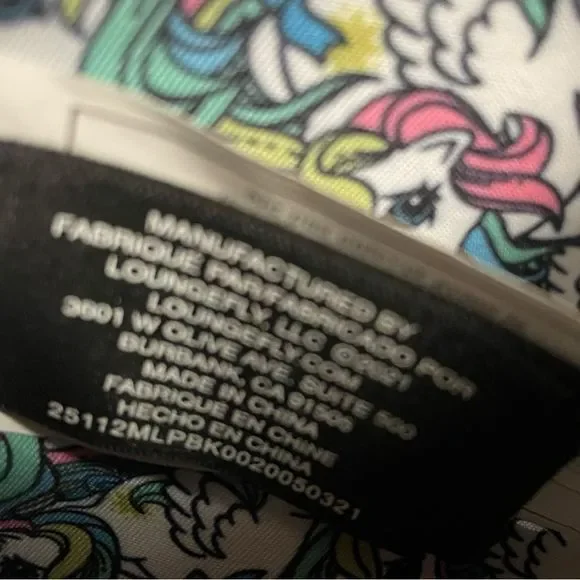 MANUFACTURED BY
FABRIQUE PAR/FABRICADO POR
LOUNGEFLY, LLC ©2021
LOUNGEFLY.COM
3601 W OLIVE AVE. SUITE 500
BURBANK, CA 91505
MADE IN CHINA
FABRIQUE EN CHINE
HECHO EN CHINA
25112MLPBK0020050321